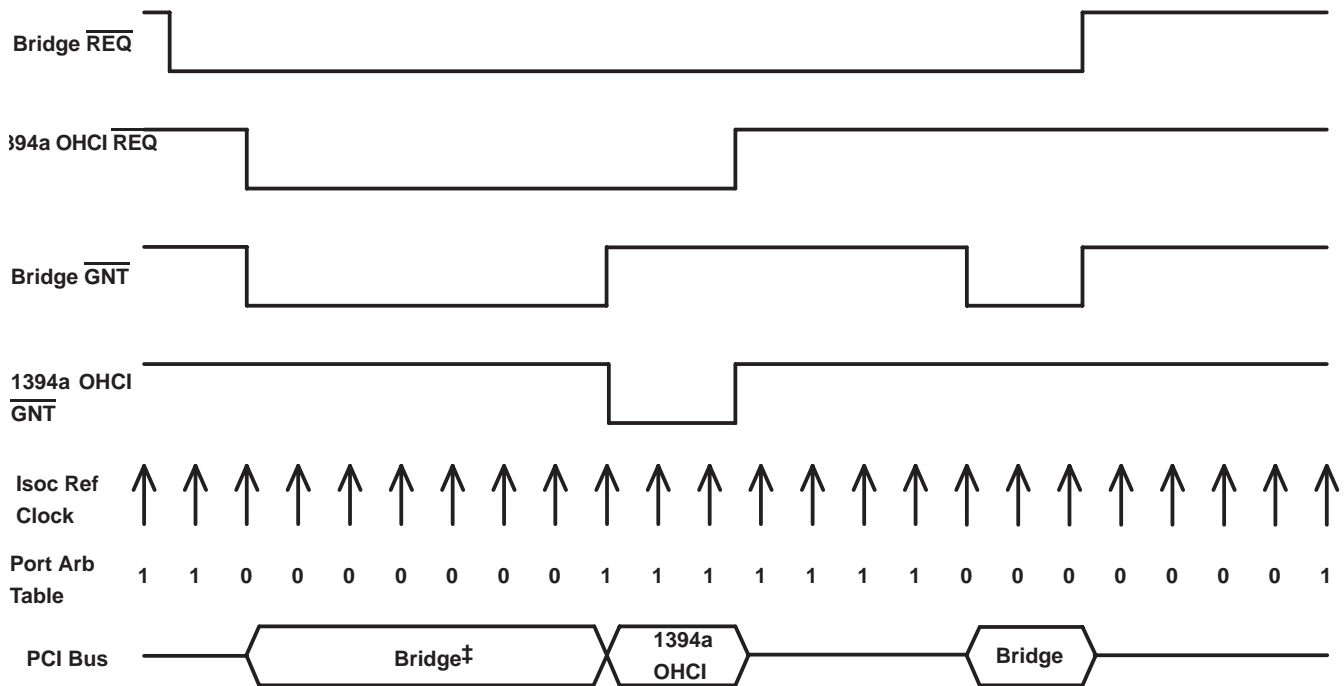 Bridge REQ
394a OHCI REQ
Bridge GNT
1394a OHCI
GNT
Isoc Ref
Clock
Port Arb
Table
1 1 0 0 0 0 0 0 0 1 1 1 1 1 1 1 0 0 0 0 0 0 0 1
PCI Bus
Bridge‡
1394a
OHCI
Bridge